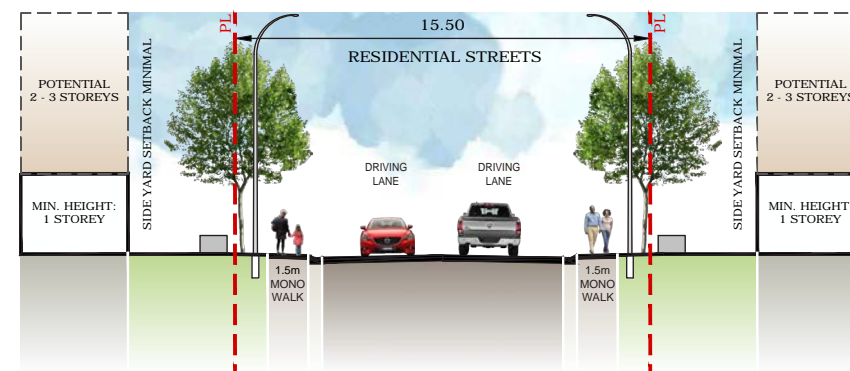 PL
15.50
PL
RESIDENTIAL STREETS
POTENTIAL
2 - 3 STOREYS
SIDE YARD SETBACK MINIMAL
DRIVING
LANE
DRIVING
LANE
SIDE YARD SETBACK MINIMAL
POTENTIAL
2 - 3 STOREYS
MIN. HEIGHT:
1 STOREY
MIN. HEIGHT
1 STOREY
1.5m
MONO
WALK
1.5m
MONO
WALK